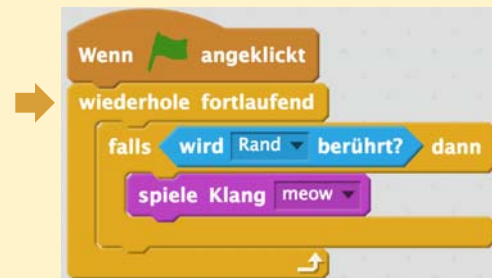 Wenn angeklickt
wiederhole fortlaufend
falls wird Rand berührt? dann
spiele Klang meow